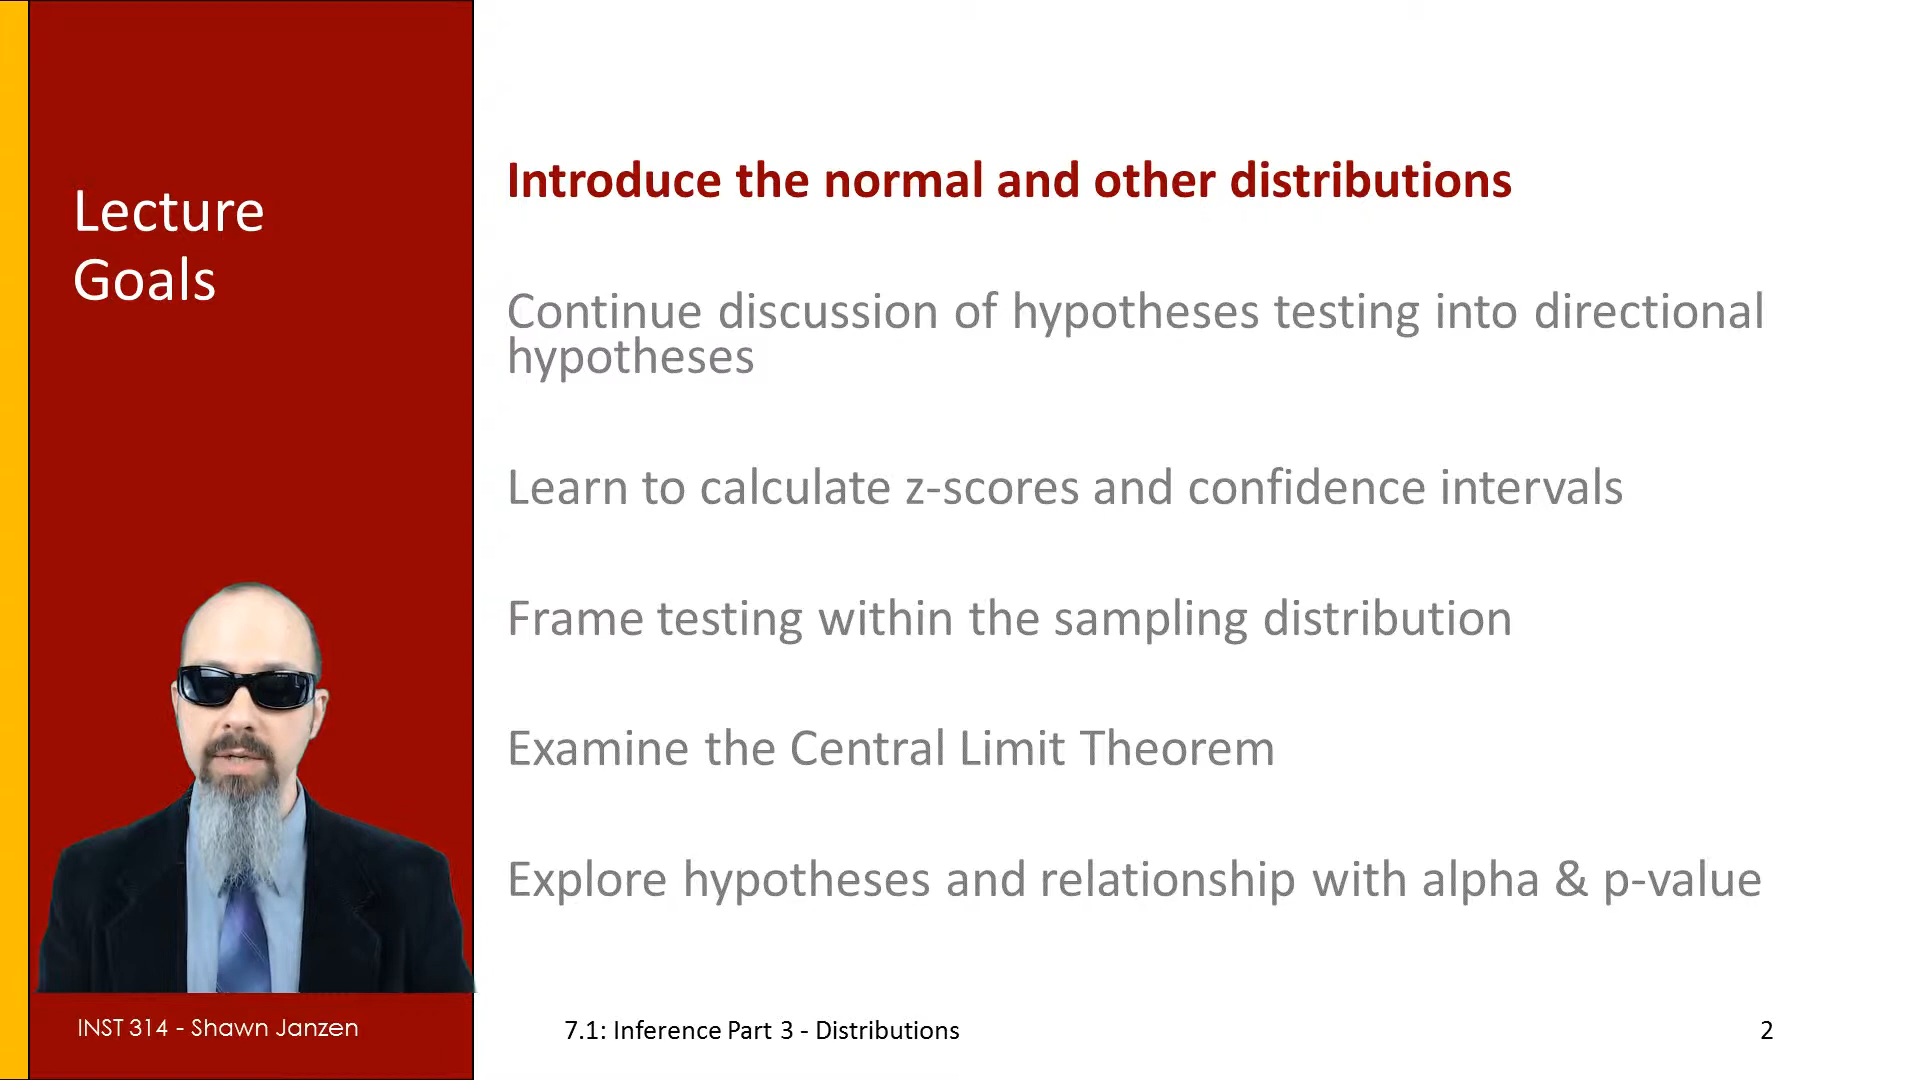 Lecture
Goals
Introduce the normal and other distributions
Continue discussion of hypotheses testing into directional
hypotheses
Learn to calculate z-scores and confidence intervals
Frame testing within the sampling distribution
Examine the Central Limit Theorem
Explore hypotheses and relationship with alpha & p-value
INST 314 - Shawn Janzen
7.1: Inference Part 3 - Distributions
2